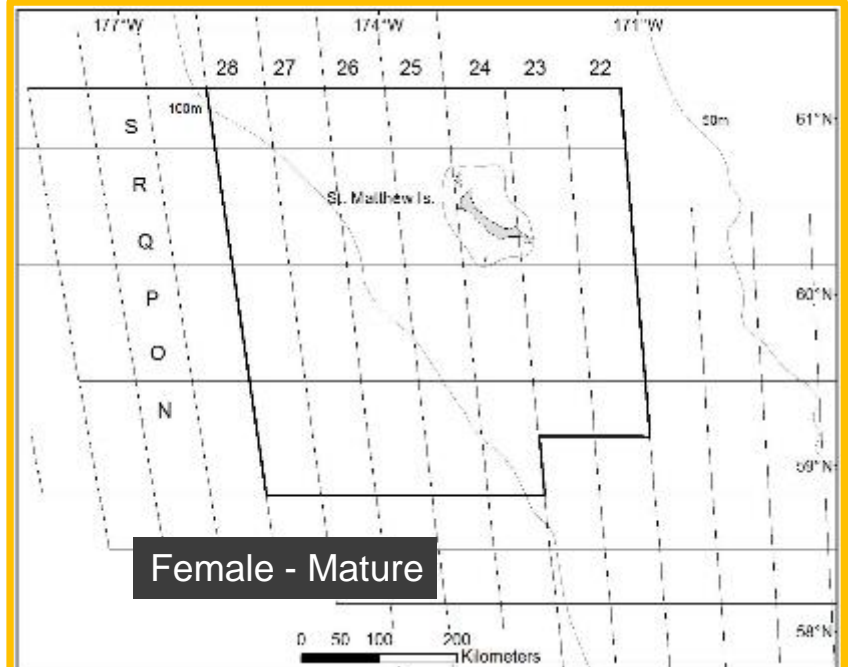 177°W 174°W 171°W
28 27 26 25 24 23 22
100m
50m
61°N
S
R
St. Matthew Is.
Q
60°N
P
O
N
59°N
Female - Mature
58°N
0 50 100 200
Kilometers